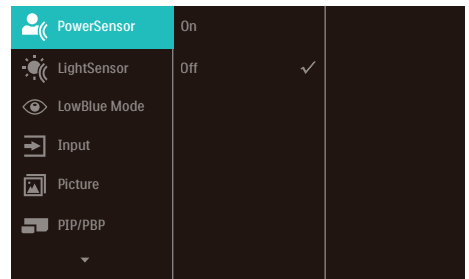 PowerSensor
On
LightSensor
Off
LowBlue Mode
Input
Picture
PIP/PBP